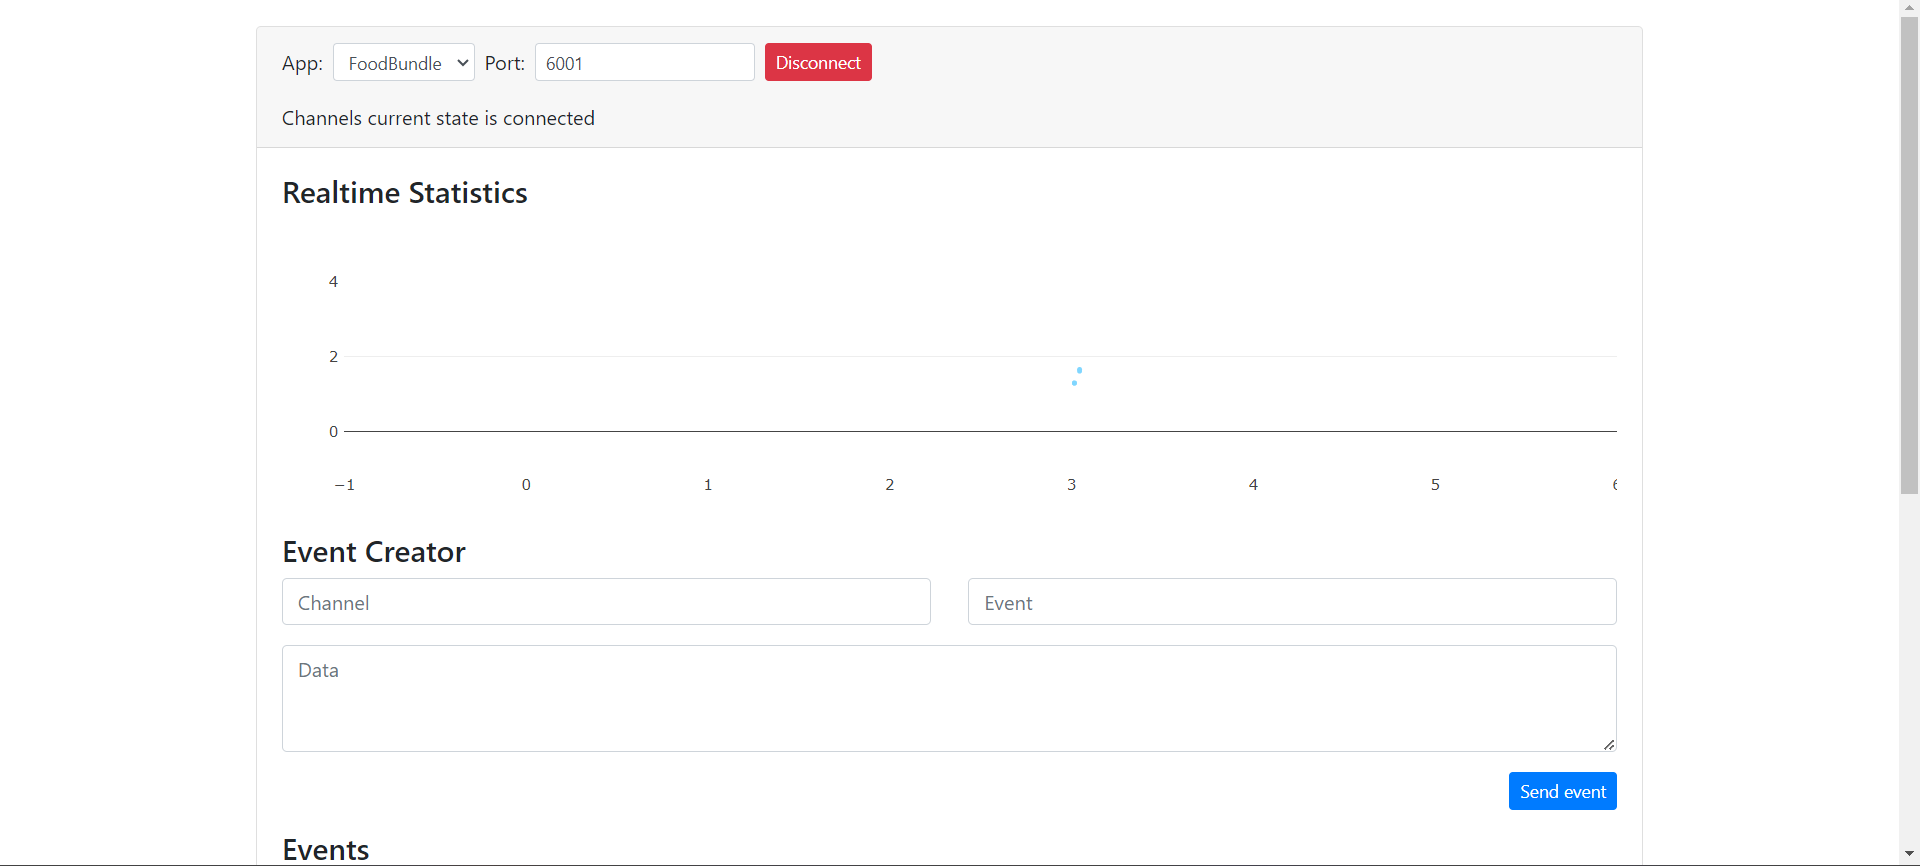 App: FoodBundle Port: 6001 Disconnect
Channels current state is connected
Realtime Statistics
4
2
0
−1 0 1 2 3 4 5 6
Event Creator
Channel Event
Data
Send event
Events